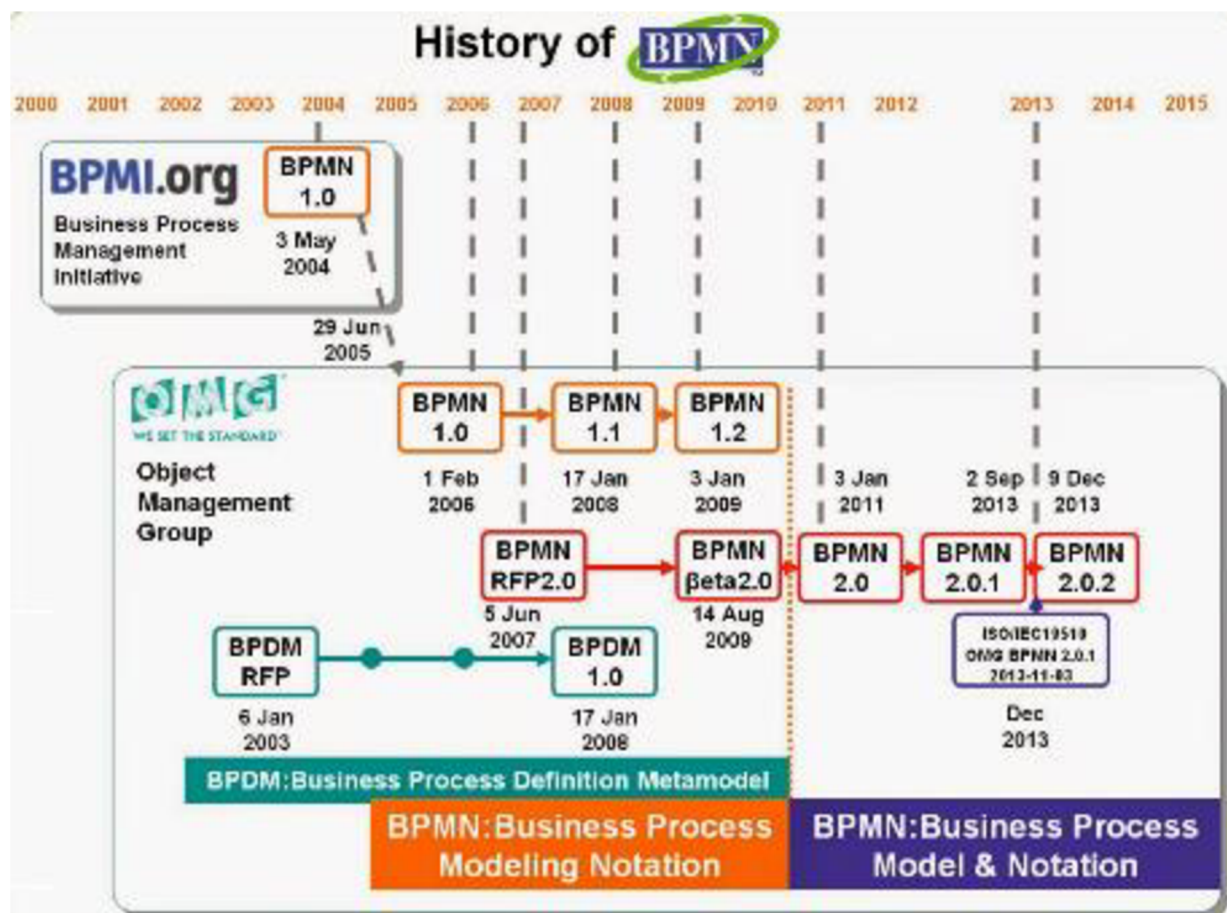 History of BPMN
2000 2001 2002 2003 2004 2005 2006 2007 2008 2009 2010 2011 2012 2013 2014 2015
BPMI.org
Business Process
Management
Initiative
BPMN
1.0
3 May
2004
29 Jun
2005
OMG
WE SET THE STANDARD
Object
Management
Group
BPMN
1.0
1 Feb
2006
BPMN
1.1
17 Jan
2008
BPMN
1.2
3 Jan
2009
BPMN
RFP2.0
5 Jun
2007
BPMN
βeta2.0
14 Aug
2009
3 Jan
2011
BPMN
2.0
2 Sep
2013
BPMN
2.0.1
9 Dec
2013
BPMN
2.0.2
ISO/IEC19510
OMG BPMN 2.0.1
2013-11-03
Dec
2013
BPDM
RFP
6 Jan
2003
BPDM
1.0
17 Jan
2008
BPDM:Business Process Definition Metamodel
BPMN:Business Process
Modeling Notation
BPMN:Business Process
Model & Notation